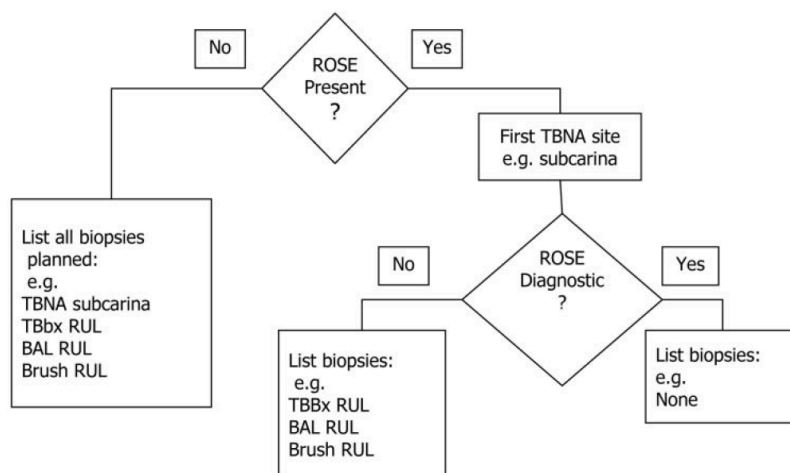 No
ROSE
Present
?
Yes
First TBNA site
e.g. subcarina
List all biopsies
planned:
e.g.
TBNA subcarina
TBbx RUL
BAL RUL
Brush RUL
No
ROSE
Diagnostic
?
Yes
List biopsies:
e.g.
TBBx RUL
BAL RUL
Brush RUL
List biopsies:
e.g.
None